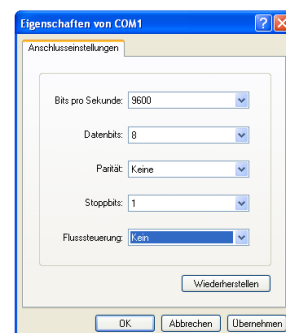 Eigenschaften von COM1
Anschlusseinstellungen
Bits pro Sekunde: 9600
Datenbits: 8
Parität: Keine
Stoppbits: 1
Flusssteuerung: Kein
Wiederherstellen
OK Abbrechen Übernehmen